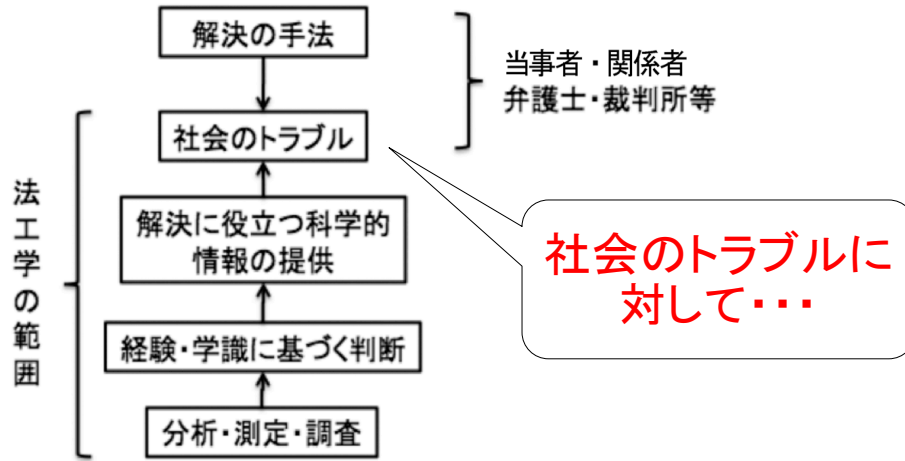 解決の手法
当事者・関係者
弁護士・裁判所等
社会のトラブル
法工学の範囲
解決に役立つ科学的
情報の提供
社会のトラブルに
対して・・・
経験・学識に基づく判断
分析・測定・調査